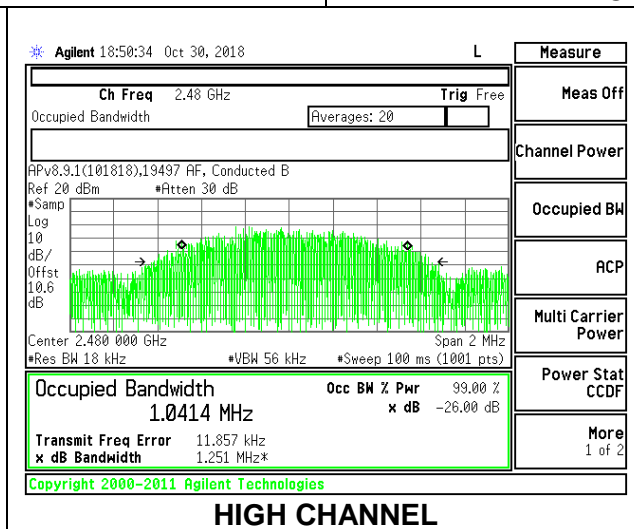 Agilent 18:50:34 Oct 30, 2018 L
Measure
Ch Freq 2.48 GHz Trig Free
Meas Off
Occupied Bandwidth Averages: 20
Channel Power
APv8.9.1(101818),19497 AF, Conducted B
Ref 20 dBm #Atten 30 dB
#Samp
Log
10
dB/
Offst
10.6
dB
Occupied BW
ACP
Multi Carrier
Power
Center 2.480 000 GHz Span 2 MHz
#Res BW 18 kHz #VBW 56 kHz #Sweep 100 ms (1001 pts)
Power Stat
CCDF
Occupied Bandwidth Occ BW % Pwr 99.00 %
1.0414 MHz x dB -26.00 dB
Transmit Freq Error 11.857 kHz
x dB Bandwidth 1.251 MHz*
More
1 of 2
Copyright 2000-2011 Agilent Technologies
HIGH CHANNEL